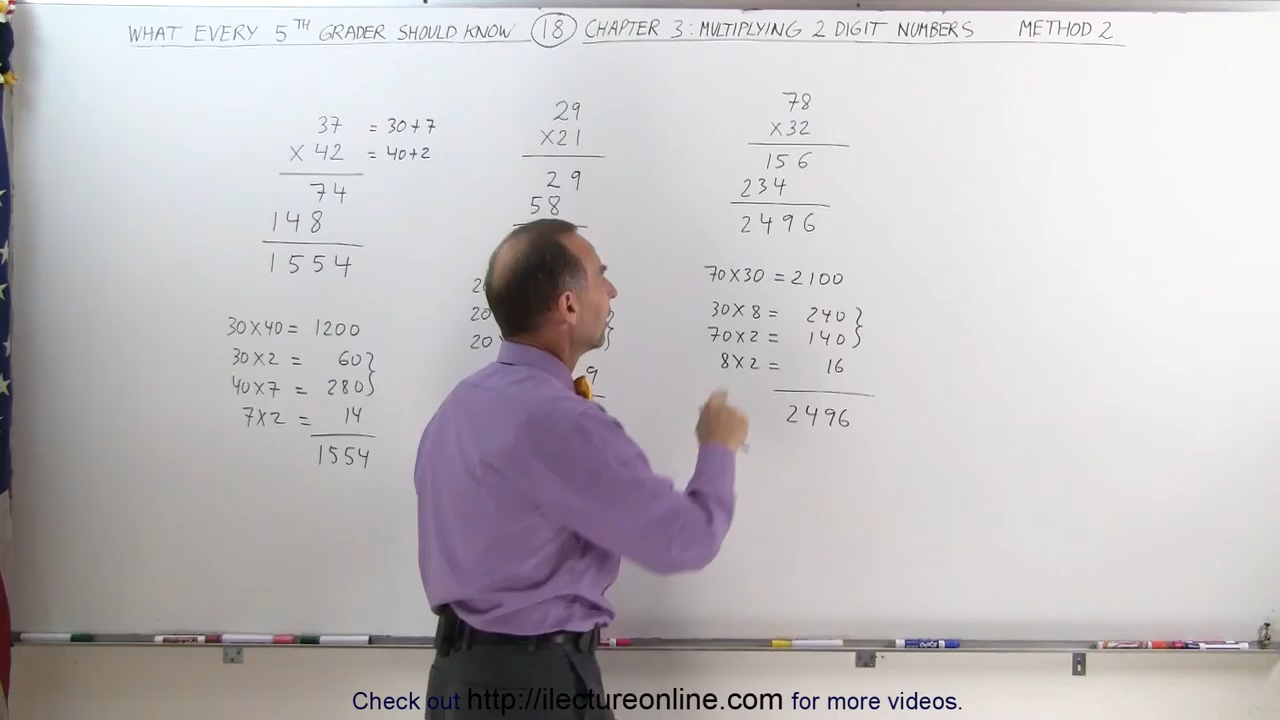 WHAT EVERY 5TH GRADER SHOULD KNOW 18 CHAPTER 3: MULTIPLYING 2 DIGIT NUMBERS METHOD 2
37 = 30+7
X 42 = 40+2
74
148
1554
30X40 = 1200
30X2 = 60}
40X7 = 280}
7X2 = 14
1554
29
X21
29
58
20
20
9
78
X32
156
234
2496
70X30 = 2100
30X8 = 240}
70X2 = 140}
8X2 = 16
2496
Check out http://ilectureonline.com for more videos.